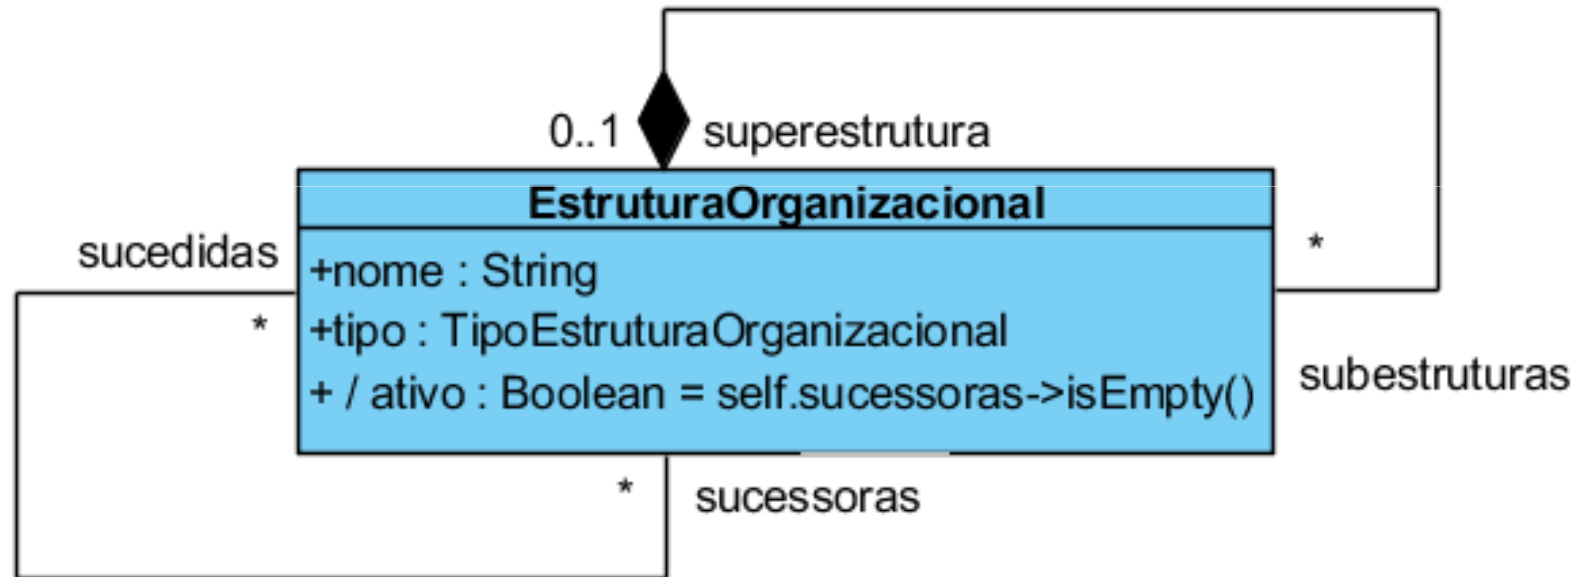 0..1
superestrutura
EstruturaOrganizacional
sucedidas
*
+nome : String
*
*
+tipo : TipoEstruturaOrganizacional
subestruturas
+ / ativo : Boolean = self.sucessoras->isEmpty()
*
sucessoras